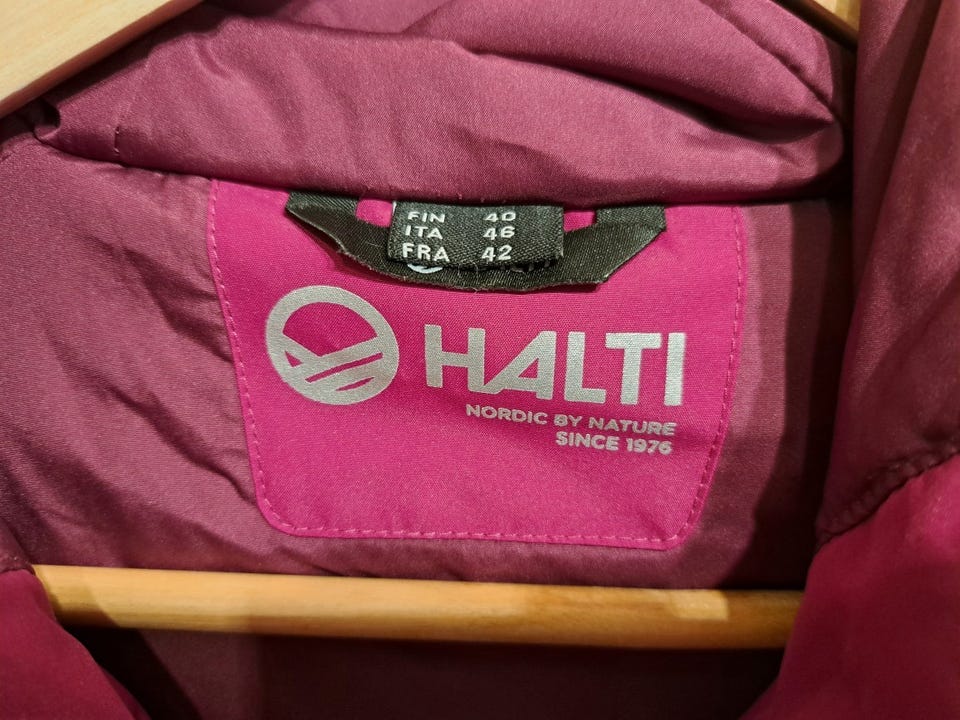 FIN 40
ITA 46
FRA 42
HALTI
NORDIC BY NATURE
SINCE 1976